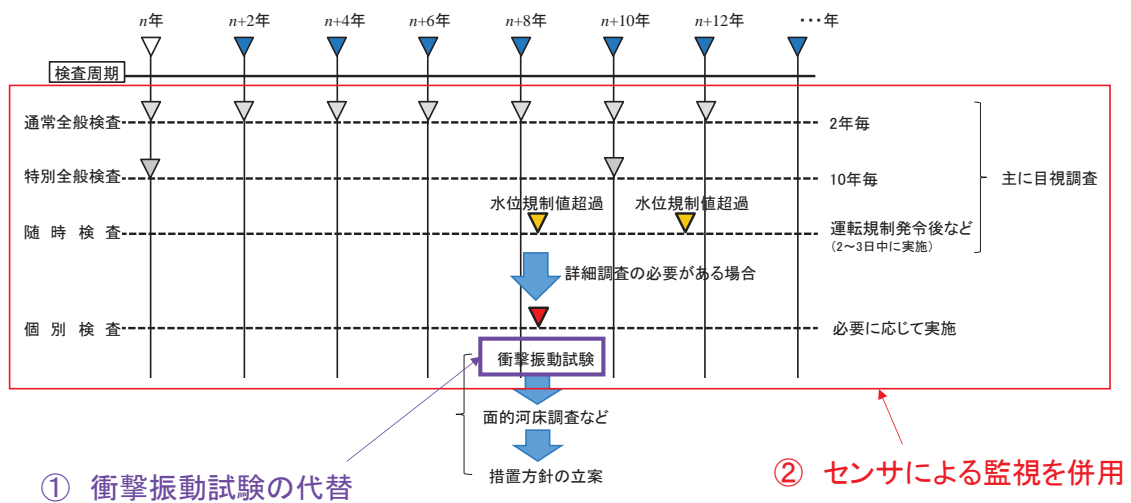 n年 n+2年 n+4年 n+6年 n+8年 n+10年 n+12年 ･･･年
検査周期
通常全般検査 2年毎
特別全般検査 10年毎
主に目視調査
水位規制値超過 水位規制値超過
随時検査 運転規制発令後など
(2～3日中に実施)
詳細調査の必要がある場合
個別検査 必要に応じて実施
衝撃振動試験
面的河床調査など
措置方針の立案
① 衝撃振動試験の代替
② センサによる監視を併用